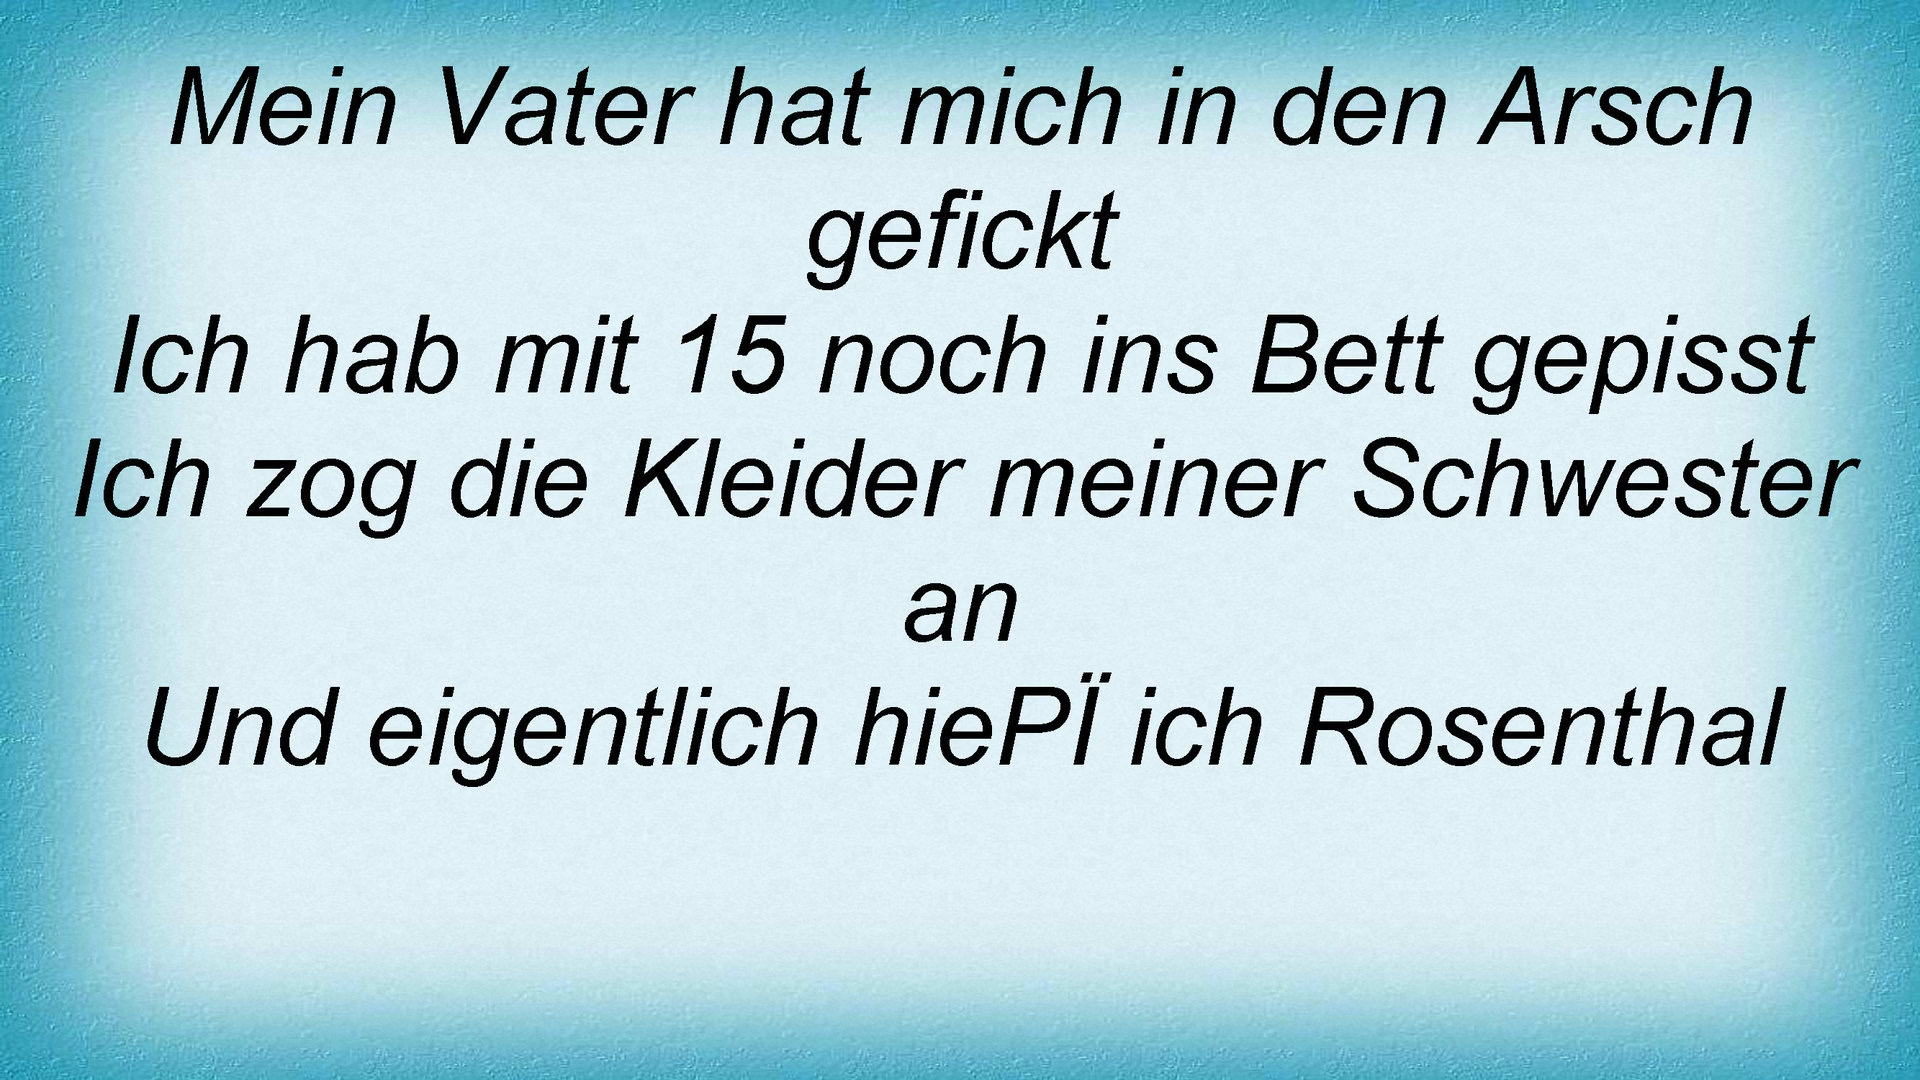 Mein Vater hat mich in den Arsch
gefickt
Ich hab mit 15 noch ins Bett gepisst
Ich zog die Kleider meiner Schwester
an
Und eigentlich hiePÏ ich Rosenthal